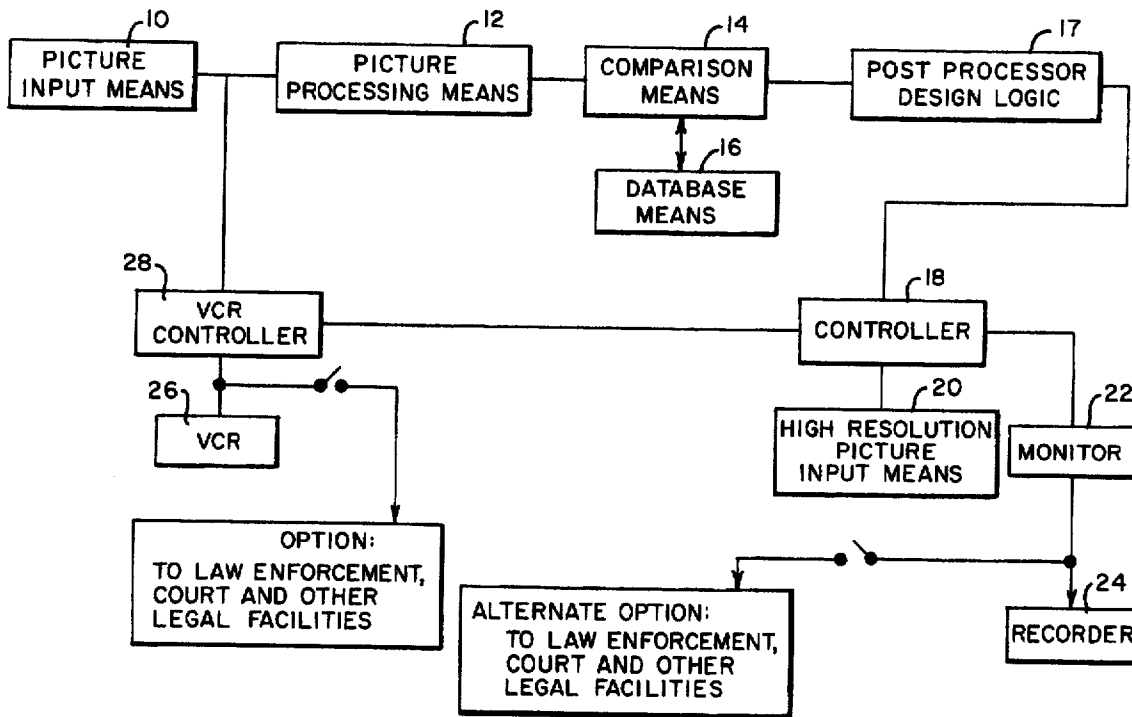 10
PICTURE
INPUT MEANS
12
PICTURE
PROCESSING MEANS
14
COMPARISON
MEANS
17
POST PROCESSOR
DESIGN LOGIC
16
DATABASE
MEANS
28
VCR
CONTROLLER
18
CONTROLLER
26
VCR
20
HIGH RESOLUTION
PICTURE
INPUT MEANS
22
MONITOR
OPTION:
TO LAW ENFORCEMENT,
COURT AND OTHER
LEGAL FACILITIES
ALTERNATE OPTION:
TO LAW ENFORCEMENT,
COURT AND OTHER
LEGAL FACILITIES
24
RECORDER